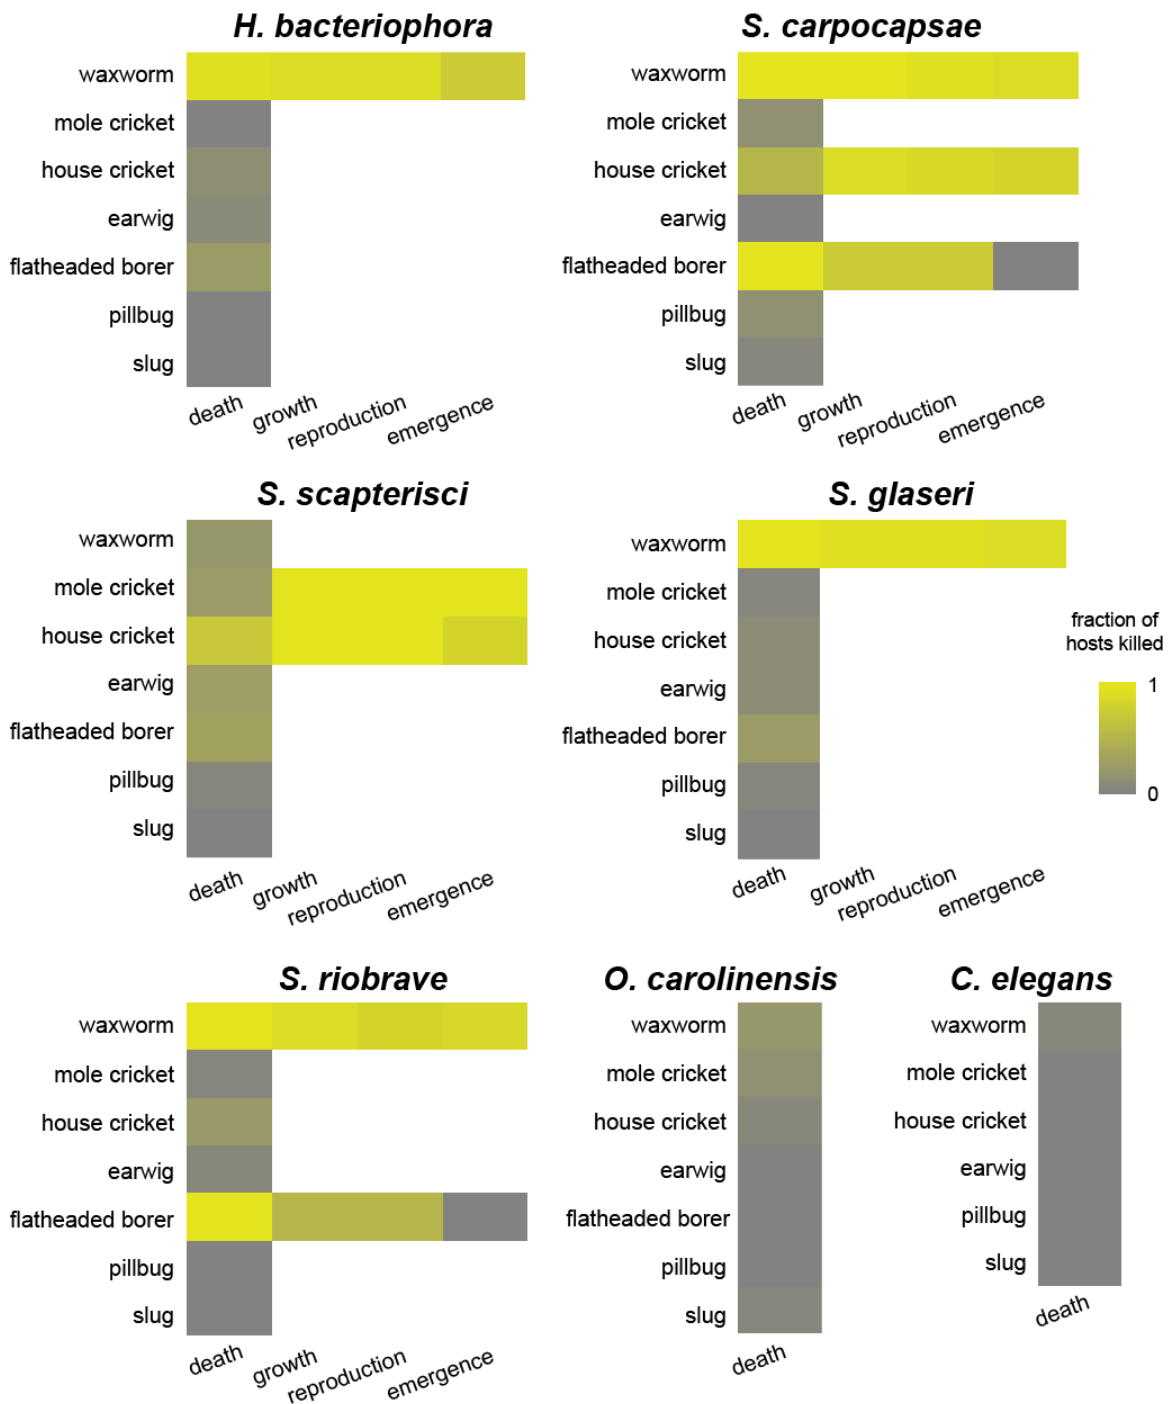 H. bacteriophora
waxworm
mole cricket
house cricket
earwig
flatheaded borer
pillbug
slug
death
growth
reproduction
emergence
S. carpocapsae
waxworm
mole cricket
house cricket
earwig
flatheaded borer
pillbug
slug
death
growth
reproduction
emergence
S. scapterisci
waxworm
mole cricket
house cricket
earwig
flatheaded borer
pillbug
slug
death
growth
reproduction
emergence
S. glaseri
waxworm
mole cricket
house cricket
earwig
flatheaded borer
pillbug
slug
death
growth
reproduction
emergence
fraction of
hosts killed
1
0
S. riobrave
waxworm
mole cricket
house cricket
earwig
flatheaded borer
pillbug
slug
death
growth
reproduction
emergence
O. carolinensis
waxworm
mole cricket
house cricket
earwig
flatheaded borer
pillbug
slug
death
C. elegans
waxworm
mole cricket
house cricket
earwig
pillbug
slug
death